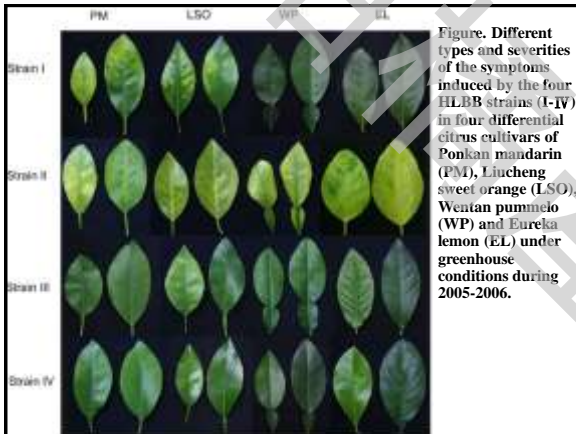 PM LSO WP EL
Strain I
Strain II
Strain III
Strain IV
Figure. Different
types and severities
of the symptoms
induced by the four
HLBB strains (I-IV)
in four differential
citrus cultivars of
Ponkan mandarin
(PM), Liucheng
sweet orange (LSO),
Wentan pummelo
(WP) and Eureka
lemon (EL) under
greenhouse
conditions during
2005-2006.